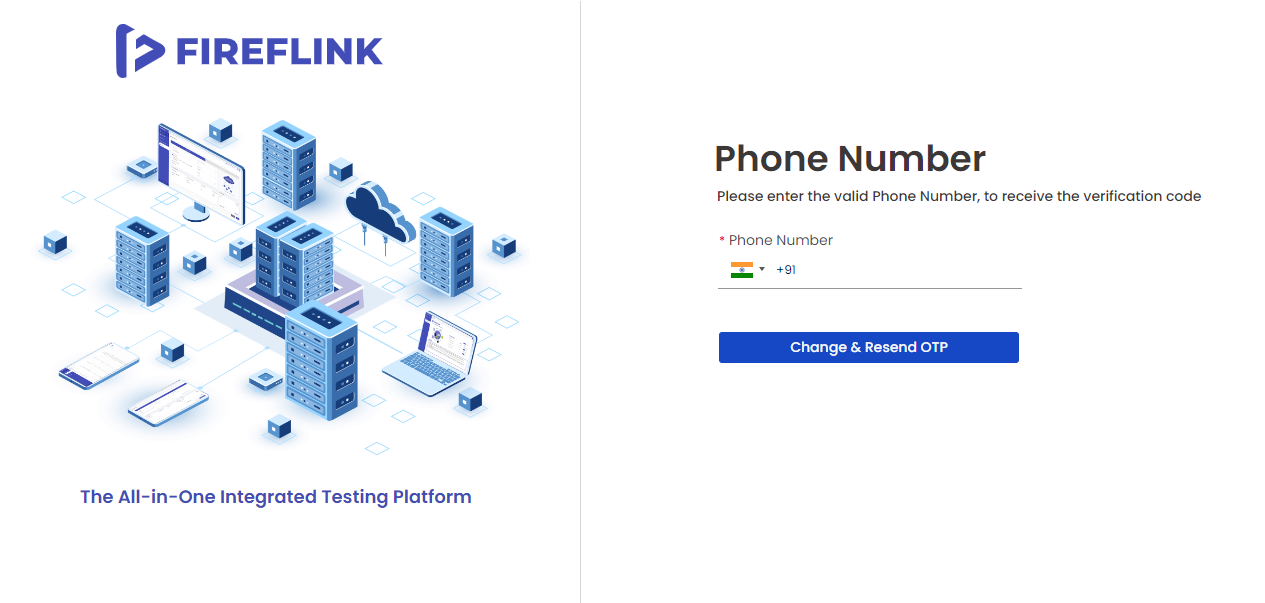 FIREFLINK
The All-in-One Integrated Testing Platform
Phone Number
Please enter the valid Phone Number, to receive the verification code
* Phone Number
+91
Change & Resend OTP